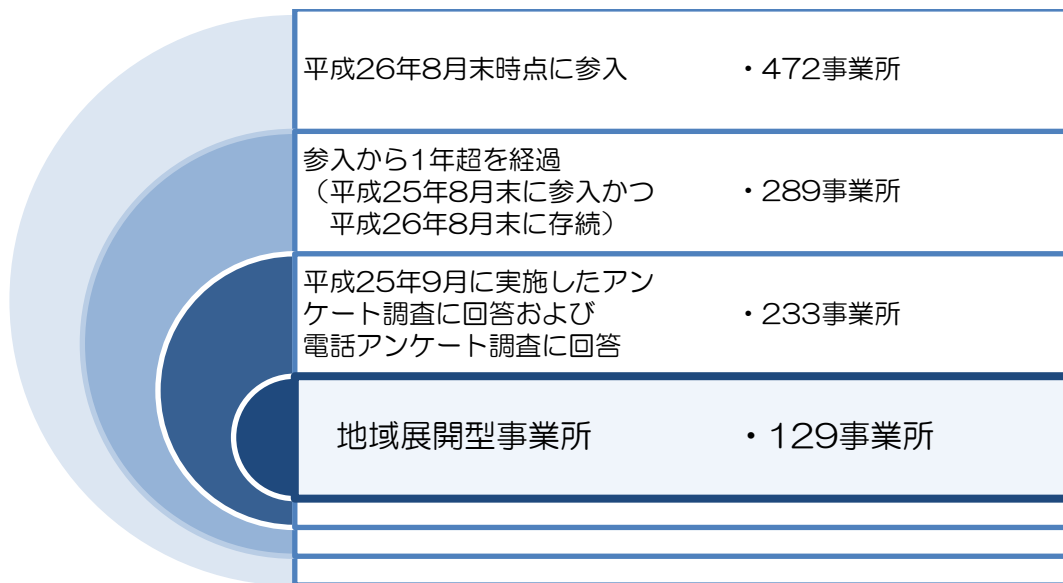 平成26年8月末時点に参入 ・472事業所
参入から1年超を経過
(平成25年8月末に参入かつ ・289事業所
平成26年8月末に存続)
平成25年9月に実施したアン
ケート調査に回答および ・233事業所
電話アンケート調査に回答
地域展開型事業所 ・129事業所